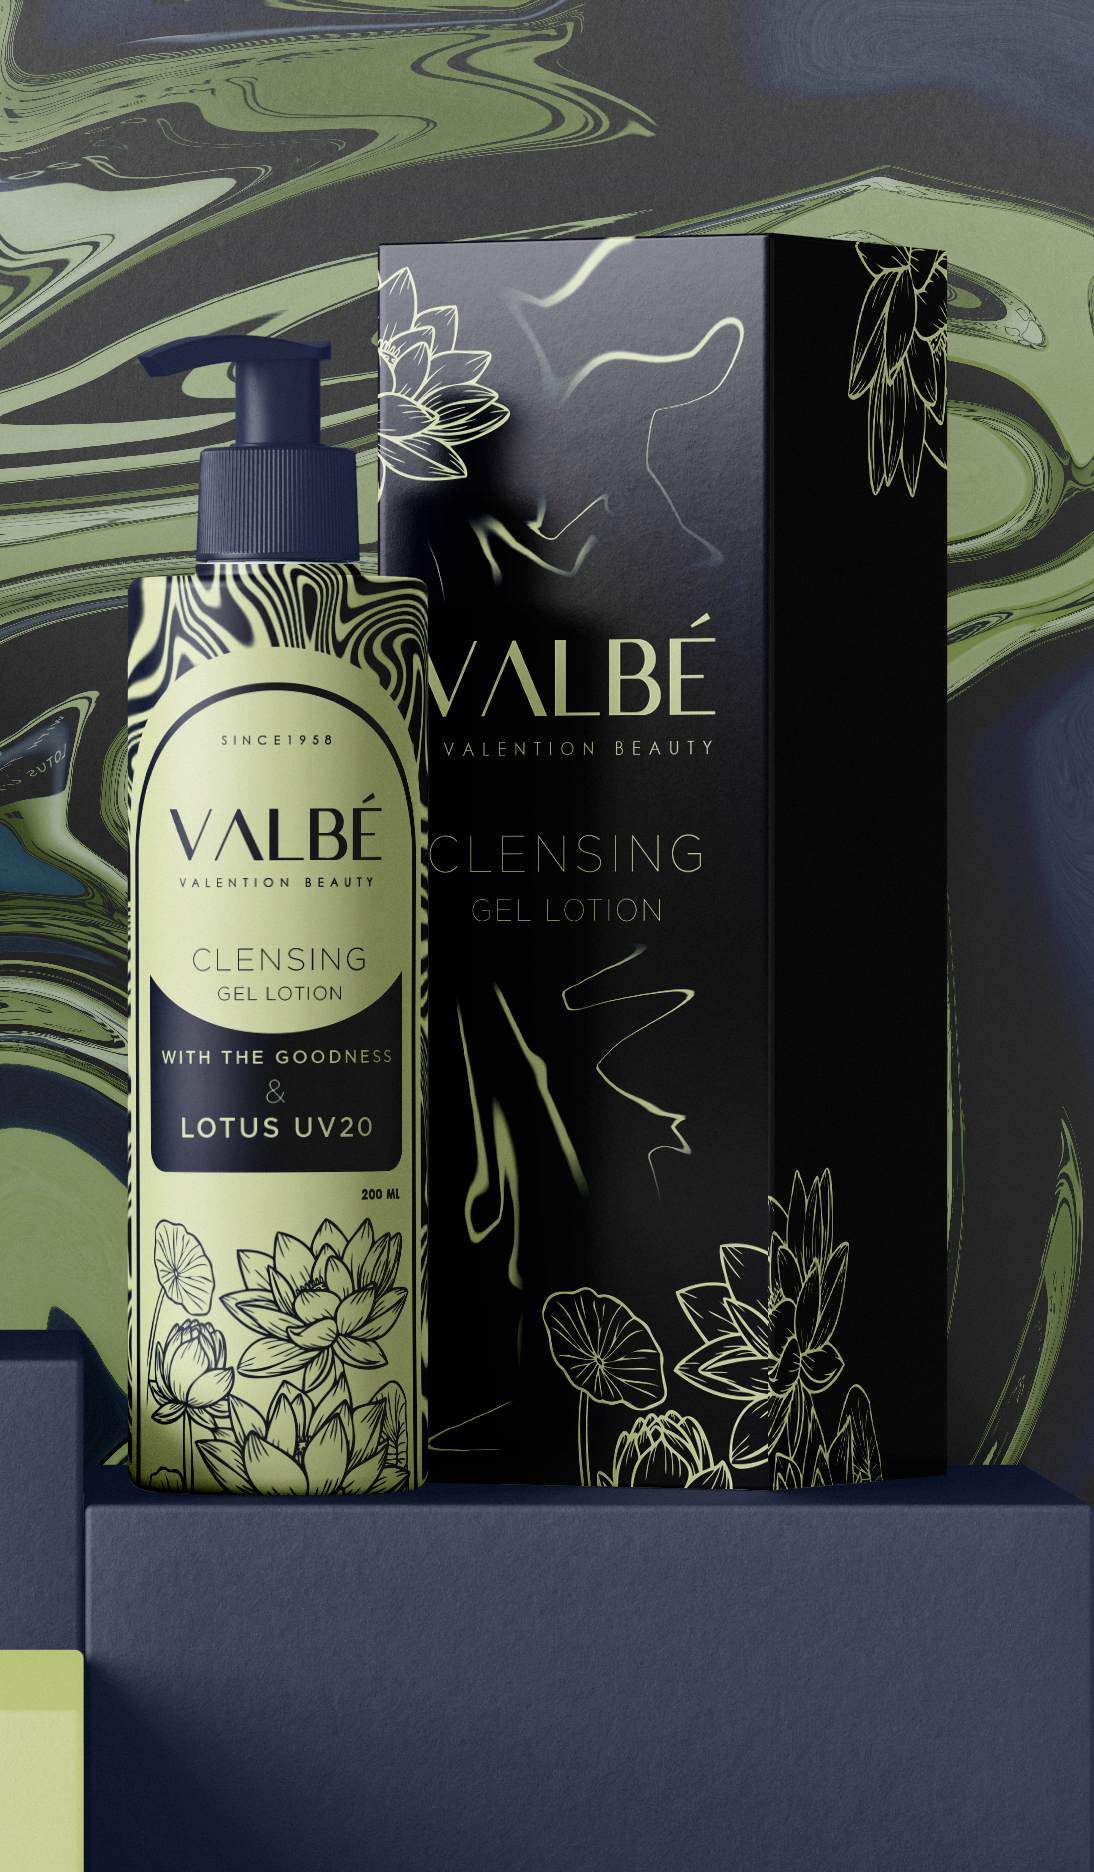 SINCE1958
VALBÉ
VALENTION BEAUTY
CLENSING
GEL LOTION
WITH THE GOODNESS
&
LOTUS UV20
200 ML
VALBÉ
VALENTION BEAUTY
CLENSING
GEL LOTION
LOTUS